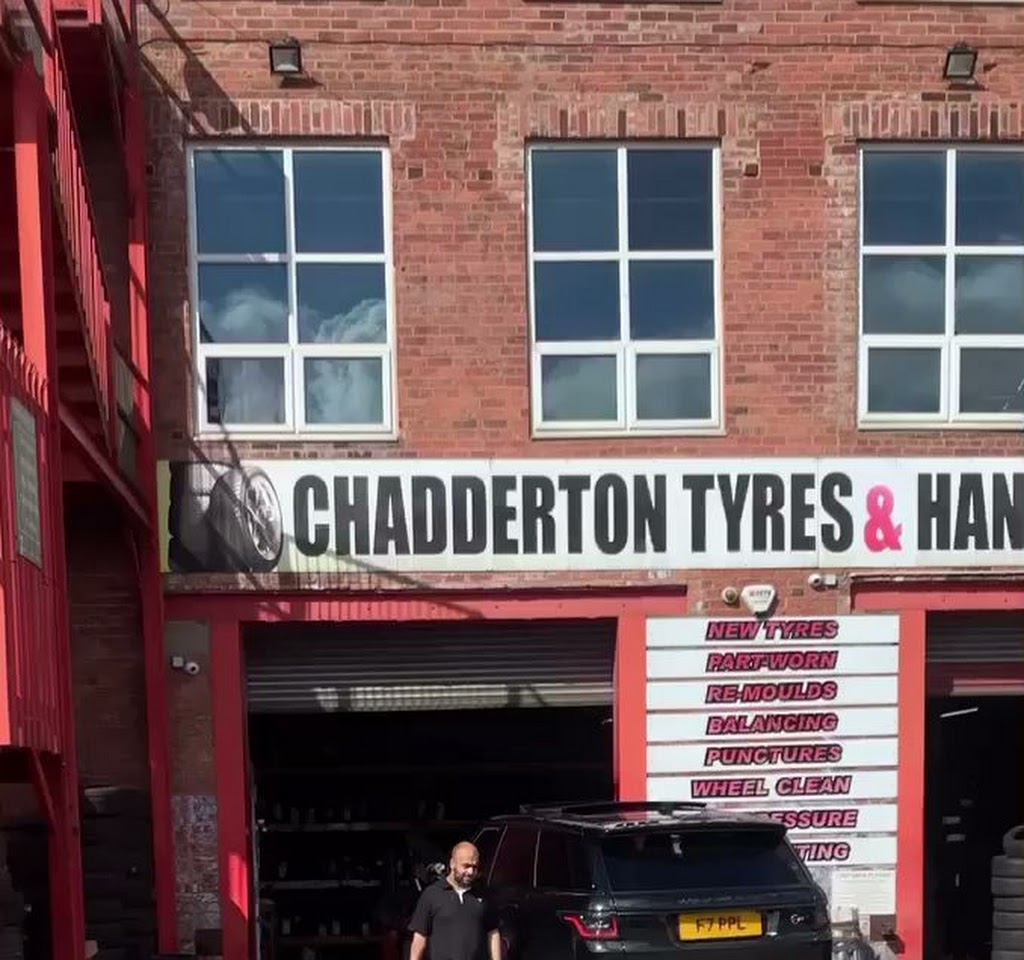 CHADDERTON TYRES & HAN
NEW TYRES
PART-WORN
RE-MOULDS
BALANCING
PUNCTURES
WHEEL CLEAN
ESSURE
TING
F7 PPL